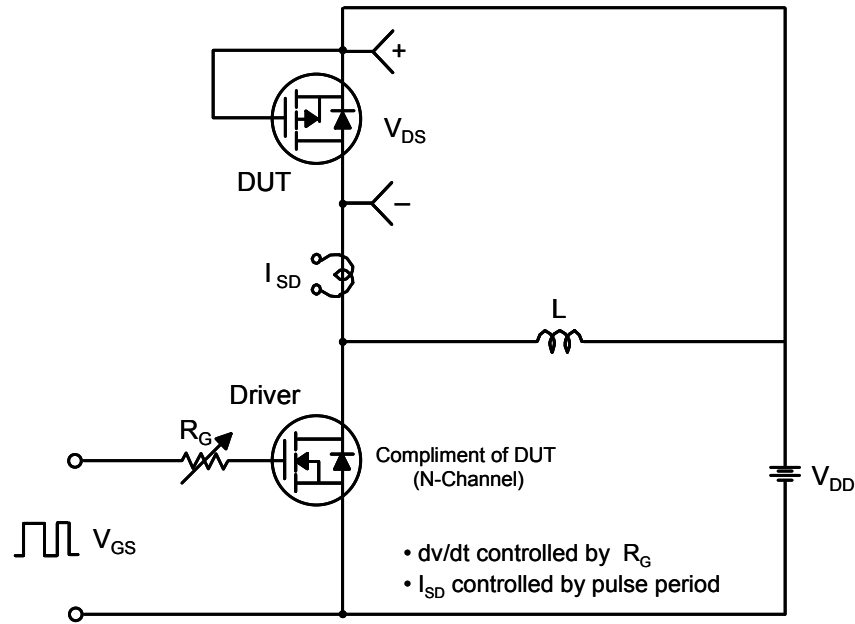 +
V_DS
DUT
–
I_SD
L
Driver
R_G
Compliment of DUT
(N-Channel)
V_DD
V_GS
• dv/dt controlled by R_G
• I_SD controlled by pulse period